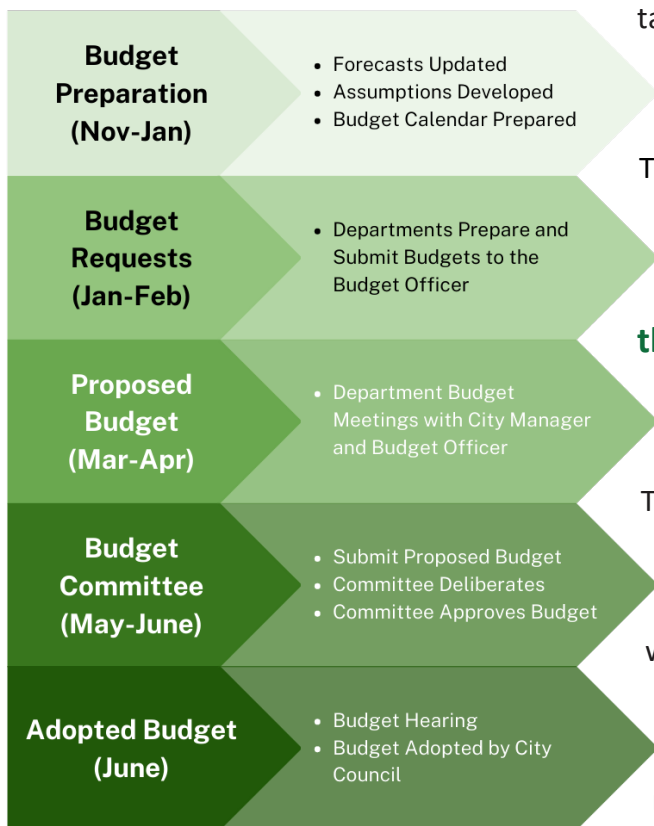 Budget
Preparation
(Nov-Jan)
• Forecasts Updated
• Assumptions Developed
• Budget Calendar Prepared
Budget
Requests
(Jan-Feb)
• Departments Prepare and
Submit Budgets to the
Budget Officer
Proposed
Budget
(Mar-Apr)
• Department Budget
Meetings with City Manager
and Budget Officer
Budget
Committee
(May-June)
• Submit Proposed Budget
• Committee Deliberates
• Committee Approves Budget
Adopted Budget
(June)
• Budget Hearing
• Budget Adopted by City
Council